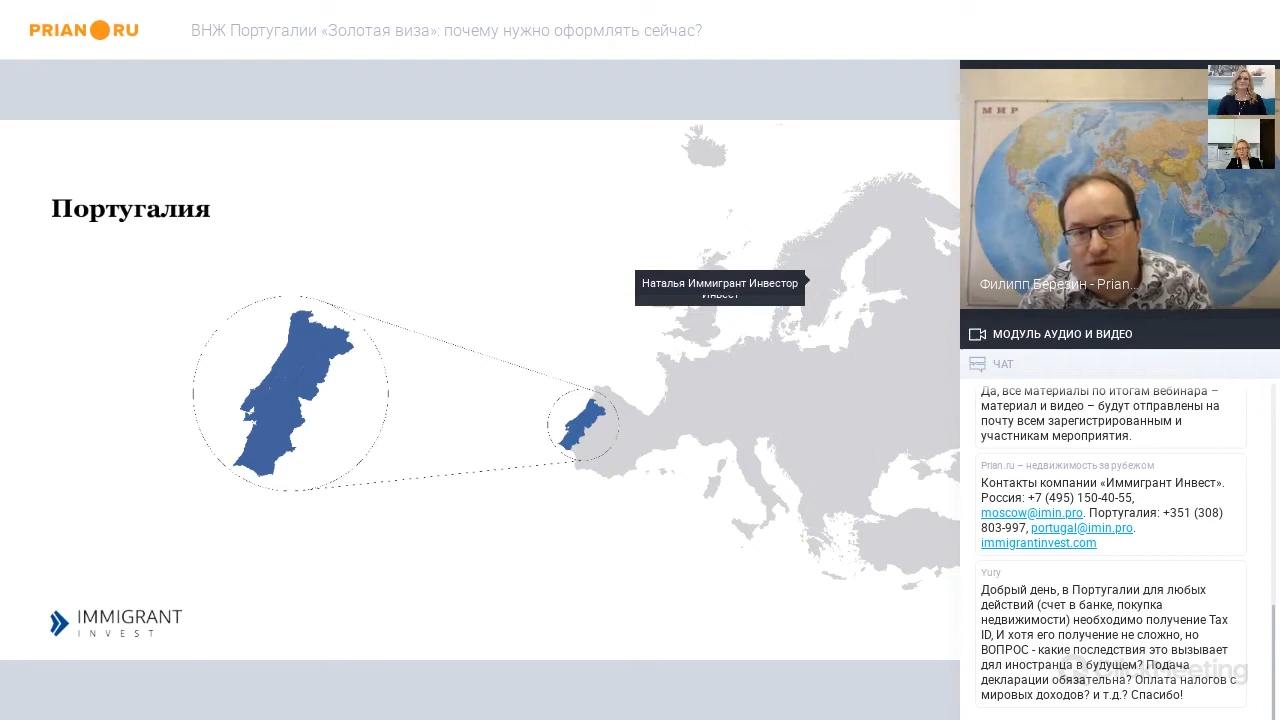 PRIAN RU
ВНЖ Португалии «Золотая виза»: почему нужно оформлять сейчас?
Португалия
Наталья Иммигрант Инвестор
Инвест
IMMIGRANT
INVEST
МИР
Филипп Березин - Prian...
МОДУЛЬ АУДИО И ВИДЕО
ЧАТ
Да, все материалы по итогам вебинара –
материал и видео – будут отправлены на
почту всем зарегистрированным и
участникам мероприятия.
Prian.ru – недвижимость за рубежом
Контакты компании «Иммигрант Инвест».
Россия: +7 (495) 150-40-55,
moscow@imin.pro. Португалия: +351 (308)
803-997, portugal@imin.pro.
immigrantinvest.com
Yury
Добрый день, в Португалии для любых
действий (счет в банке, покупка
недвижимости) необходимо получение Tax
ID, И хотя его получение не сложно, но
ВОПРОС - какие последствия это вызывает
дял иностранца в будущем? Подача
декларации обязательна? Оплата налогов с
мировых доходов? и т.д.? Спасибо!